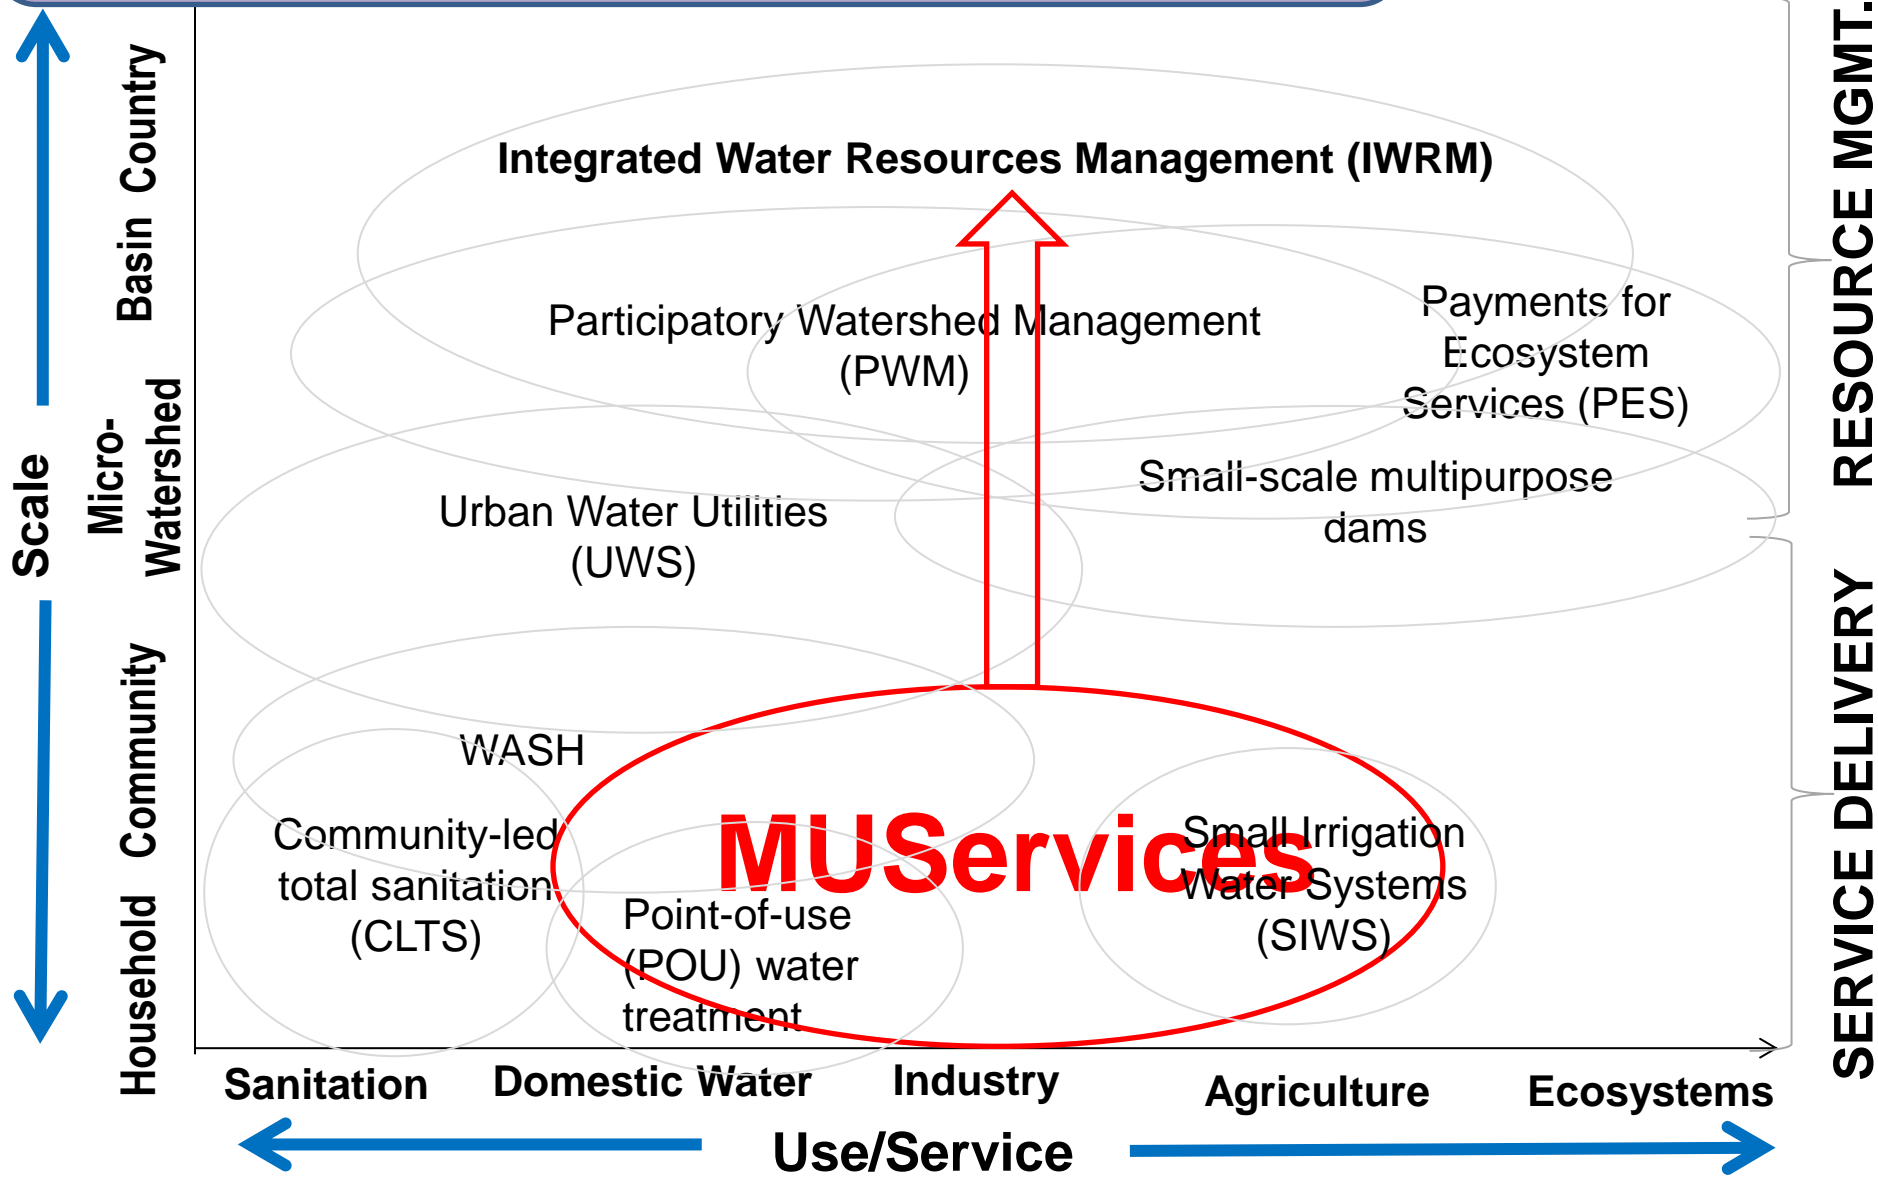 Integrated Water Resources Management (IWRM)
Participatory Watershed Management
(PWM)
Payments for
Ecosystem
Services (PES)
Small-scale multipurpose
dams
Urban Water Utilities
(UWS)
WASH
Community-led
total sanitation
(CLTS)
MUServices
Point-of-use
(POU) water
treatment
Small Irrigation
Water Systems
(SIWS)
Scale
Country
Basin
Micro-
Watershed
Community
Household
RESOURCE MGMT.
SERVICE DELIVERY
Sanitation
Domestic Water
Industry
Agriculture
Ecosystems
Use/Service